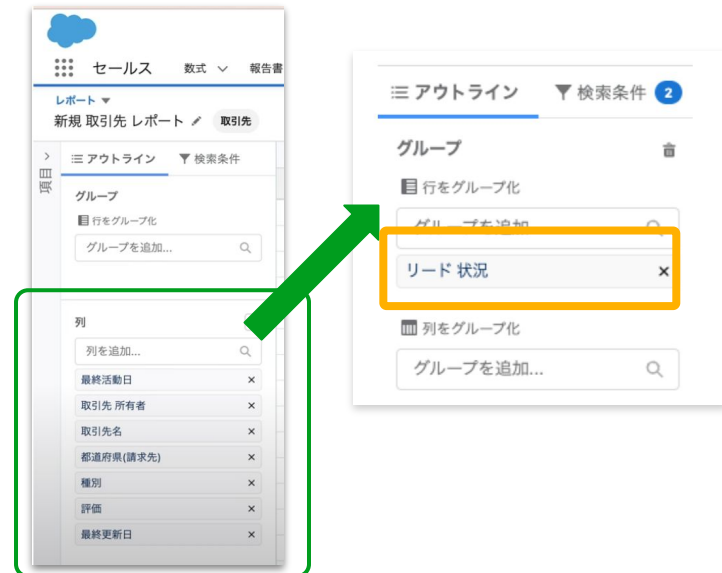 セールス
数式
報告書
レポート
新規 取引先 レポート
取引先
項目
アウトライン
検索条件
グループ
行をグループ化
グループを追加...
列
列を追加...
最終活動日
取引先 所有者
取引先名
都道府県(請求先)
種別
評価
最終更新日
アウトライン
検索条件 2
グループ
行をグループ化
グループを追加
リード 状況
列をグループ化
グループを追加...